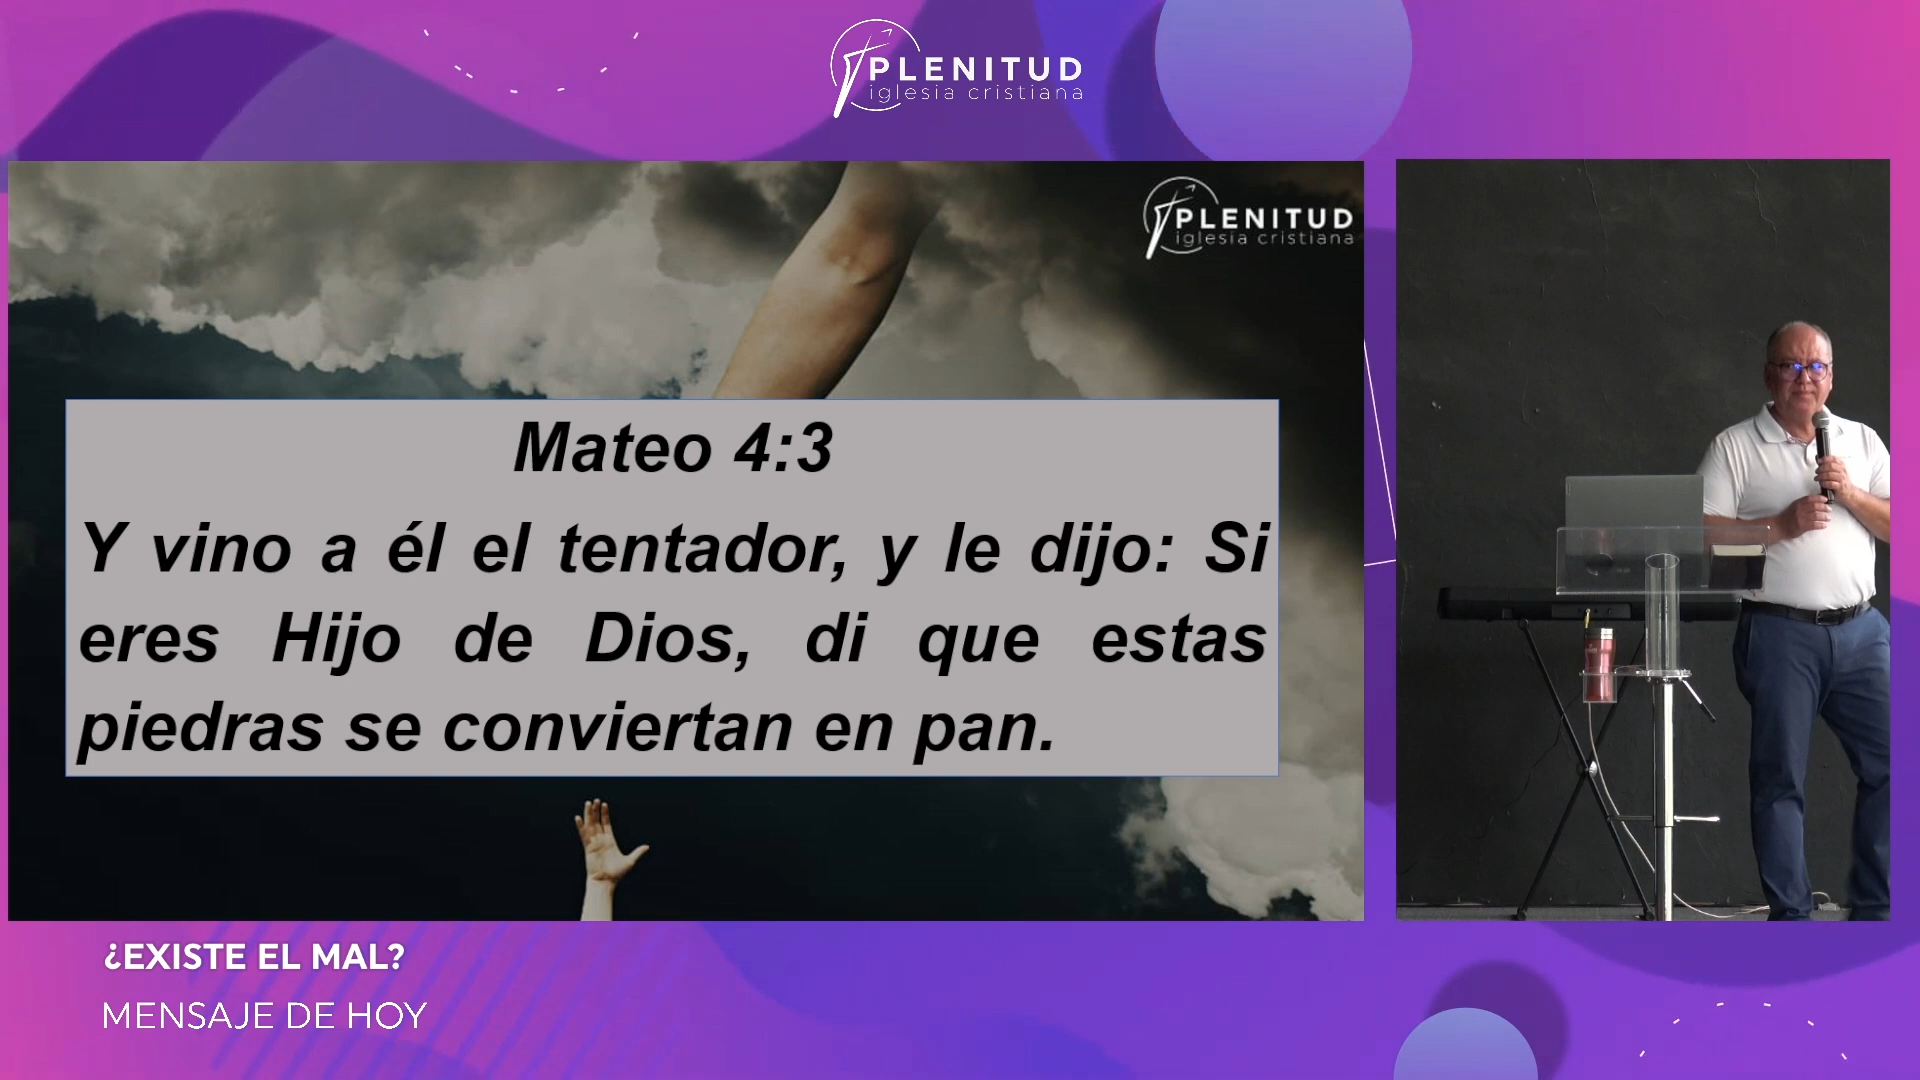 PLENITUD
iglesia cristiana
PLENITUD
iglesia cristiana
Mateo 4:3
Y vino a él el tentador, y le dijo: Si
eres Hijo de Dios, di que estas
piedras se conviertan en pan.
¿EXISTE EL MAL?
MENSAJE DE HOY